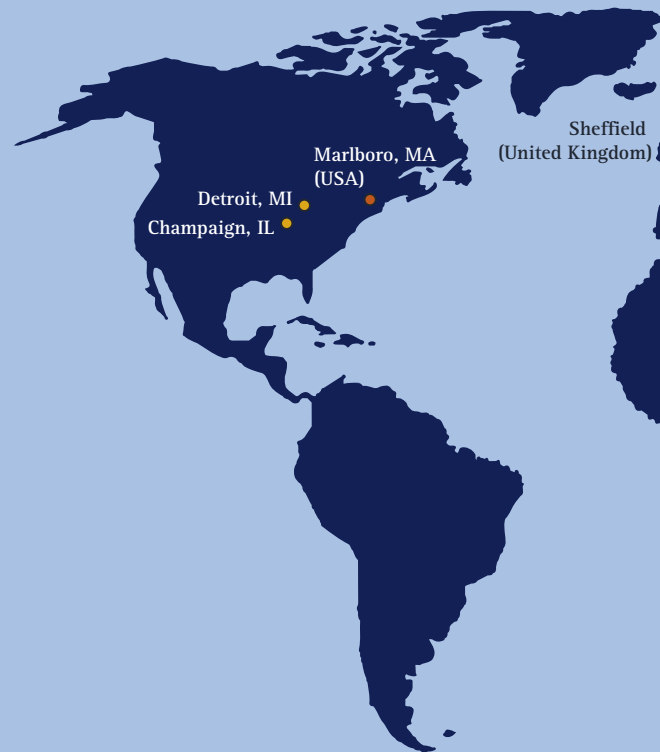 Sheffield
(United Kingdom)
Marlboro, MA
(USA)
Detroit, MI
Champaign, IL